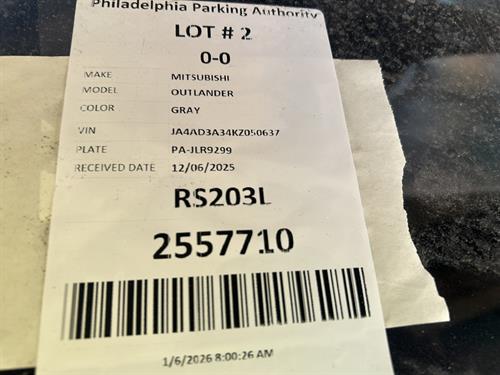 Philadelphia Parking Authority
LOT # 2
0-0
MAKE MITSUBISHI
MODEL OUTLANDER
COLOR GRAY
VIN JA4AD3A34KZ050637
PLATE PA-JLR9299
RECEIVED DATE 12/06/2025
RS203L
2557710
1/6/2026 8:00:26 AM